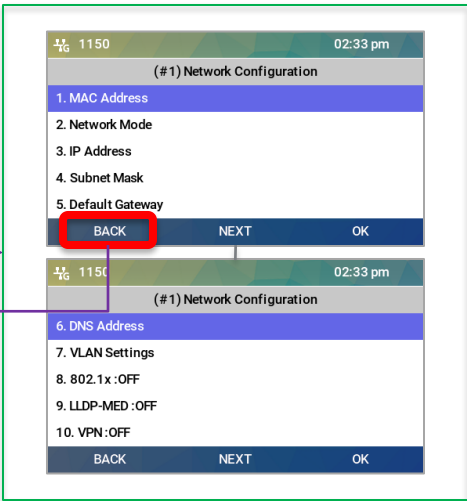 1G 1150 02:33 pm
(#1) Network Configuration
1. MAC Address
2. Network Mode
3. IP Address
4. Subnet Mask
5. Default Gateway
BACK NEXT OK
1G 1150 02:33 pm
(#1) Network Configuration
6. DNS Address
7. VLAN Settings
8. 802.1x :OFF
9. LLDP-MED :OFF
10. VPN :OFF
BACK NEXT OK